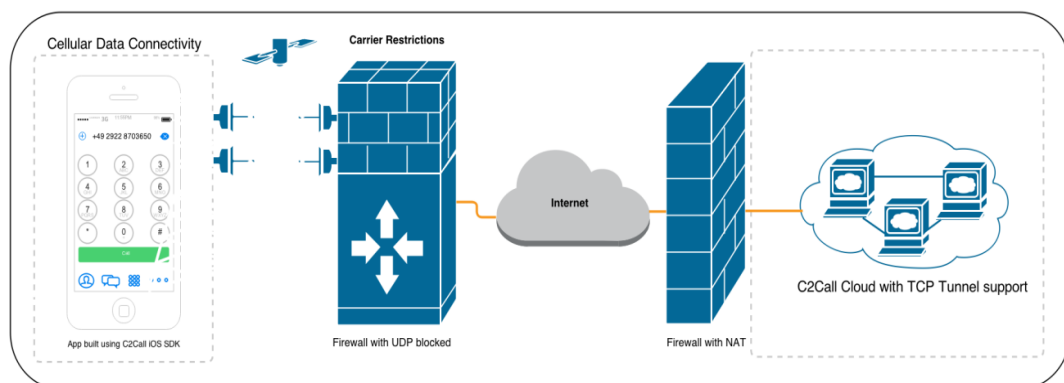 Cellular Data Connectivity
Carrier Restrictions
3G
+49 2922 8703650
1 2 3
4 5 6
7 8 9
* 0 #
Call
Internet
C2Call Cloud with TCP Tunnel support
App built using C2Call iOS SDK
Firewall with UDP blocked
Firewall with NAT